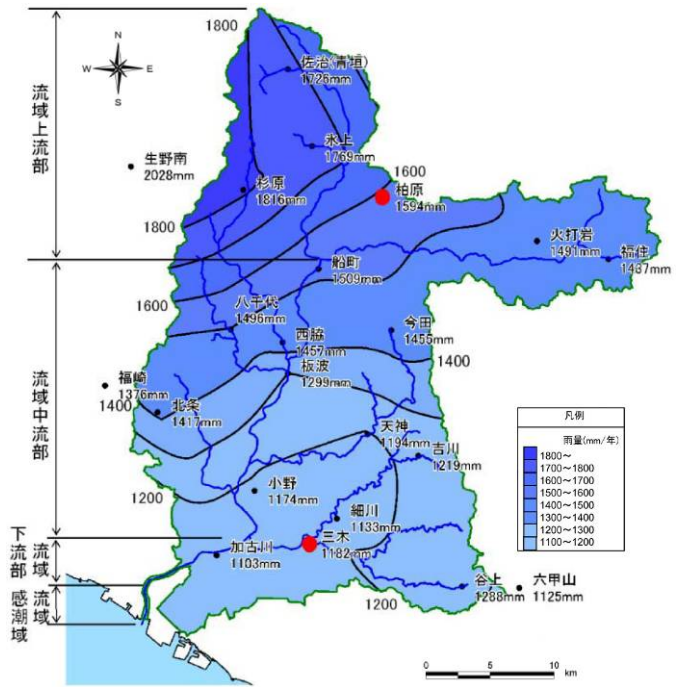 1800
N
W E
S
佐治(青垣)
1726mm
流域上流部
氷上
1769mm
生野南
2028mm
1600
杉原
1816mm
柏原
1594mm
1800
火打岩
1491mm
福住
1437mm
船町
1509mm
1600
八千代
1496mm
西脇
1457mm
今田
1455mm
1400
板波
1299mm
福崎
1376mm
1400
北条
1417mm
流域中流部
天神
1194mm
吉川
1219mm
凡例
雨量(mm/年)
1800～
1700～1800
1600～1700
1500～1600
1400～1500
1300～1400
1200～1300
1100～1200
1200
小野
1174mm
細川
1133mm
下流部
流域
加古川
1103mm
三木
1182mm
感潮域
流域
谷上
1288mm
六甲山
1125mm
1200
0 5 10
km